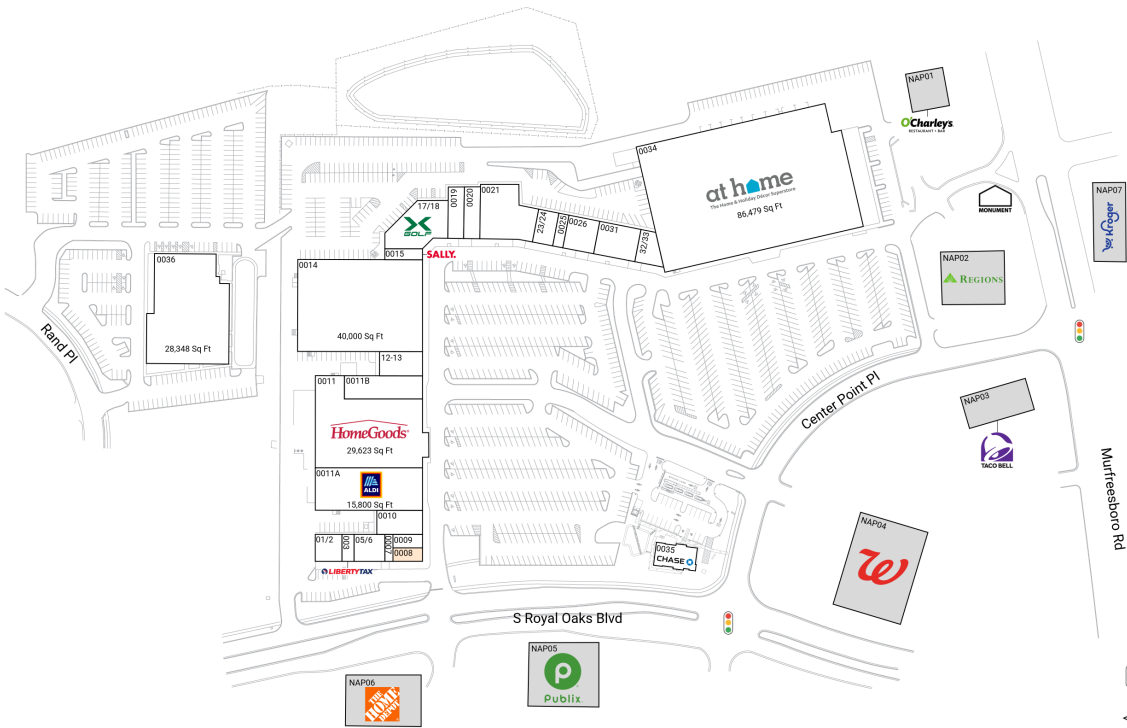 NAP01
O'Charleys
RESTAURANT + BAR
0034
at home
The Home & Holiday Décor Superstore
86,479 Sq Ft
NAP07
Kroger
MONUMENT
17/18
X
GOLF
0019
0020
0021
23/24
0025
0026
0031
32/33
0015
SALLY.
NAP02
REGIONS
0036
28,348 Sq Ft
0014
40,000 Sq Ft
Rand Pl
12-13
0011
0011B
HomeGoods
29,623 Sq Ft
Center Point Pl
NAP03
TACO BELL
Murfreesboro Rd
0011A
ALDI
15,800 Sq Ft
0010
01/2
003
05/6
0007
0009
0008
LIBERTYTAX
0035
CHASE
NAP04
W
S Royal Oaks Blvd
NAP05
P
Publix
NAP06
THE
HOME
DEPOT